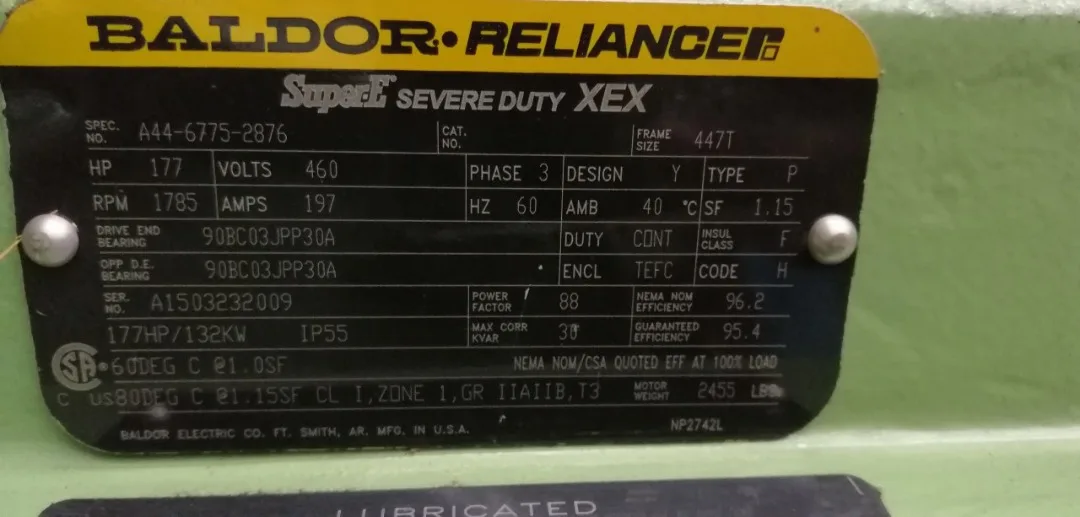 BALDOR • RELIANCER
Super-E SEVERE DUTY XEX
SPEC. NO. A44-6775-2876 CAT. NO. FRAME SIZE 447T
HP 177 VOLTS 460 PHASE 3 DESIGN Y TYPE P
RPM 1785 AMPS 197 HZ 60 AMB 40 °C SF 1.15
DRIVE END BEARING 90BC03JPP30A DUTY CONT INSUL CLASS F
OPP D.E. BEARING 90BC03JPP30A ENCL TEFC CODE H
SER. NO. A1503232009 POWER FACTOR 88 NEMA NOM EFFICIENCY 96.2
177HP/132KW IP55 MAX CORR KVAR 30 GUARANTEED EFFICIENCY 95.4
SA ® 60DEG C @1.0SF NEMA NOM/CSA QUOTED EFF AT 100% LOAD
C US 80DEG C @1.15SF CL I,ZONE 1,GR IIAIIB,T3 MOTOR WEIGHT 2455 LBS.
BALDOR ELECTRIC CO. FT. SMITH, AR. MFG. IN U.S.A. NP2742L
LUBRICATED